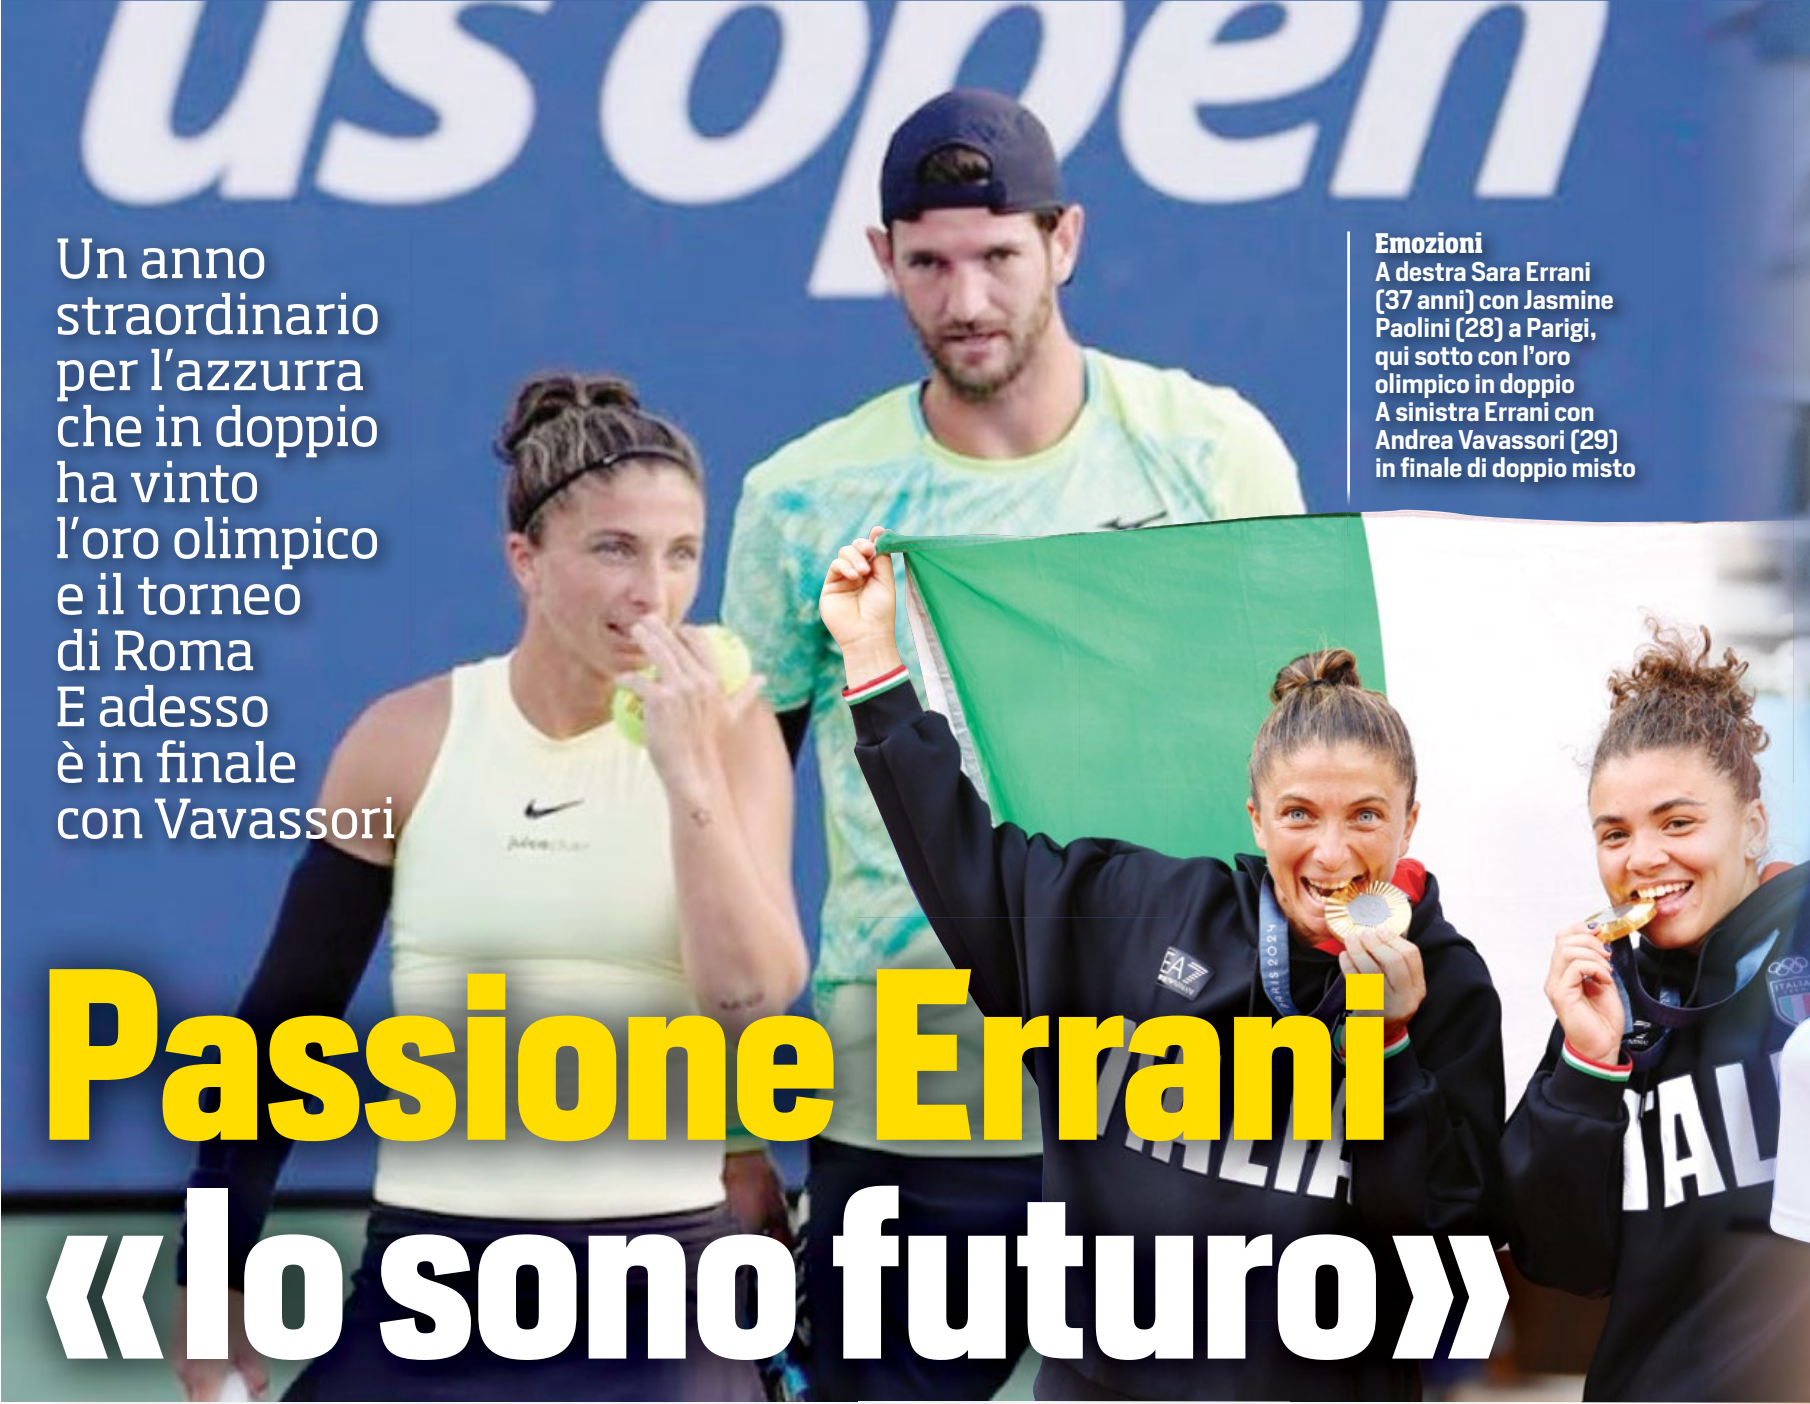 us open
Un anno
straordinario
per l'azzurra
che in doppio
ha vinto
l'oro olimpico
e il torneo
di Roma
E adesso
è in finale
con Vavassori
Emozioni
A destra Sara Errani
(37 anni) con Jasmine
Paolini (28) a Parigi,
qui sotto con l'oro
olimpico in doppio
A sinistra Errani con
Andrea Vavassori (29)
in finale di doppio misto
PARIS 2024
EA7
ITALIA
ITALIA
TAL
Passione Errani
«Io sono futuro»